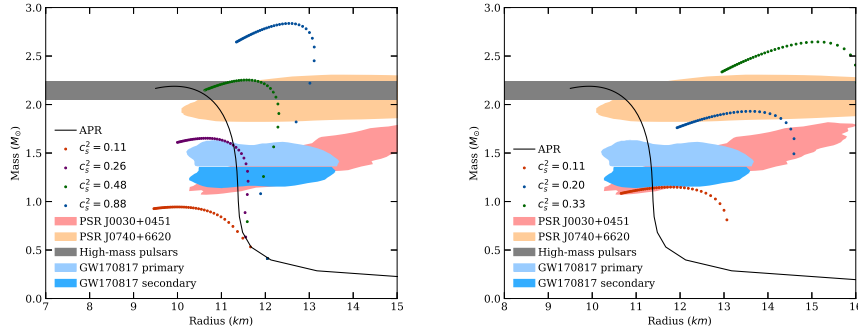 3.0
2.5
2.0
1.5
1.0
0.5
0.0
Mass (M⊙)
APR
c_s^2 = 0.11
c_s^2 = 0.26
c_s^2 = 0.48
c_s^2 = 0.88
PSR J0030+0451
PSR J0740+6620
High-mass pulsars
GW170817 primary
GW170817 secondary
7 8 9 10 11 12 13 14 15
Radius (km)
3.0
2.5
2.0
1.5
1.0
0.5
0.0
Mass (M⊙)
APR
c_s^2 = 0.11
c_s^2 = 0.20
c_s^2 = 0.33
PSR J0030+0451
PSR J0740+6620
High-mass pulsars
GW170817 primary
GW170817 secondary
8 9 10 11 12 13 14 15 16
Radius (km)